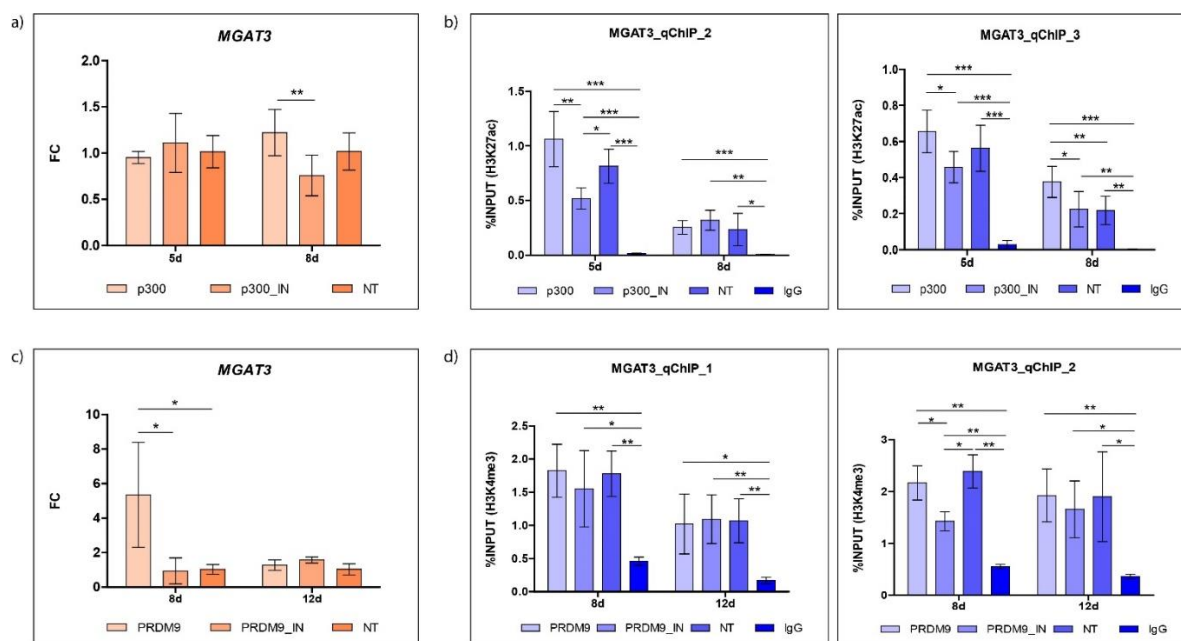 a)
MGAT3
FC
2.0
1.5
1.0
0.5
0.0
**
5d
8d
p300
p300_IN
NT
b)
MGAT3_qChIP_2
%INPUT (H3K27ac)
1.5
1.0
0.5
0.0
***
**
***
*
***
***
**
*
5d
8d
p300
p300_IN
NT
IgG
MGAT3_qChIP_3
%INPUT (H3K27ac)
1.0
0.8
0.6
0.4
0.2
0.0
***
*
***
***
***
**
*
**
**
5d
8d
p300
p300_IN
NT
IgG
c)
MGAT3
FC
10
8
6
4
2
0
*
*
8d
12d
PRDM9
PRDM9_IN
NT
d)
MGAT3_qChIP_1
%INPUT (H3K4me3)
3.0
2.5
2.0
1.5
1.0
0.5
0.0
**
*
**
*
**
**
8d
12d
PRDM9
PRDM9_IN
NT
IgG
MGAT3_qChIP_2
%INPUT (H3K4me3)
3
2
1
0
**
*
**
*
**
**
*
*
8d
12d
PRDM9
PRDM9_IN
NT
IgG